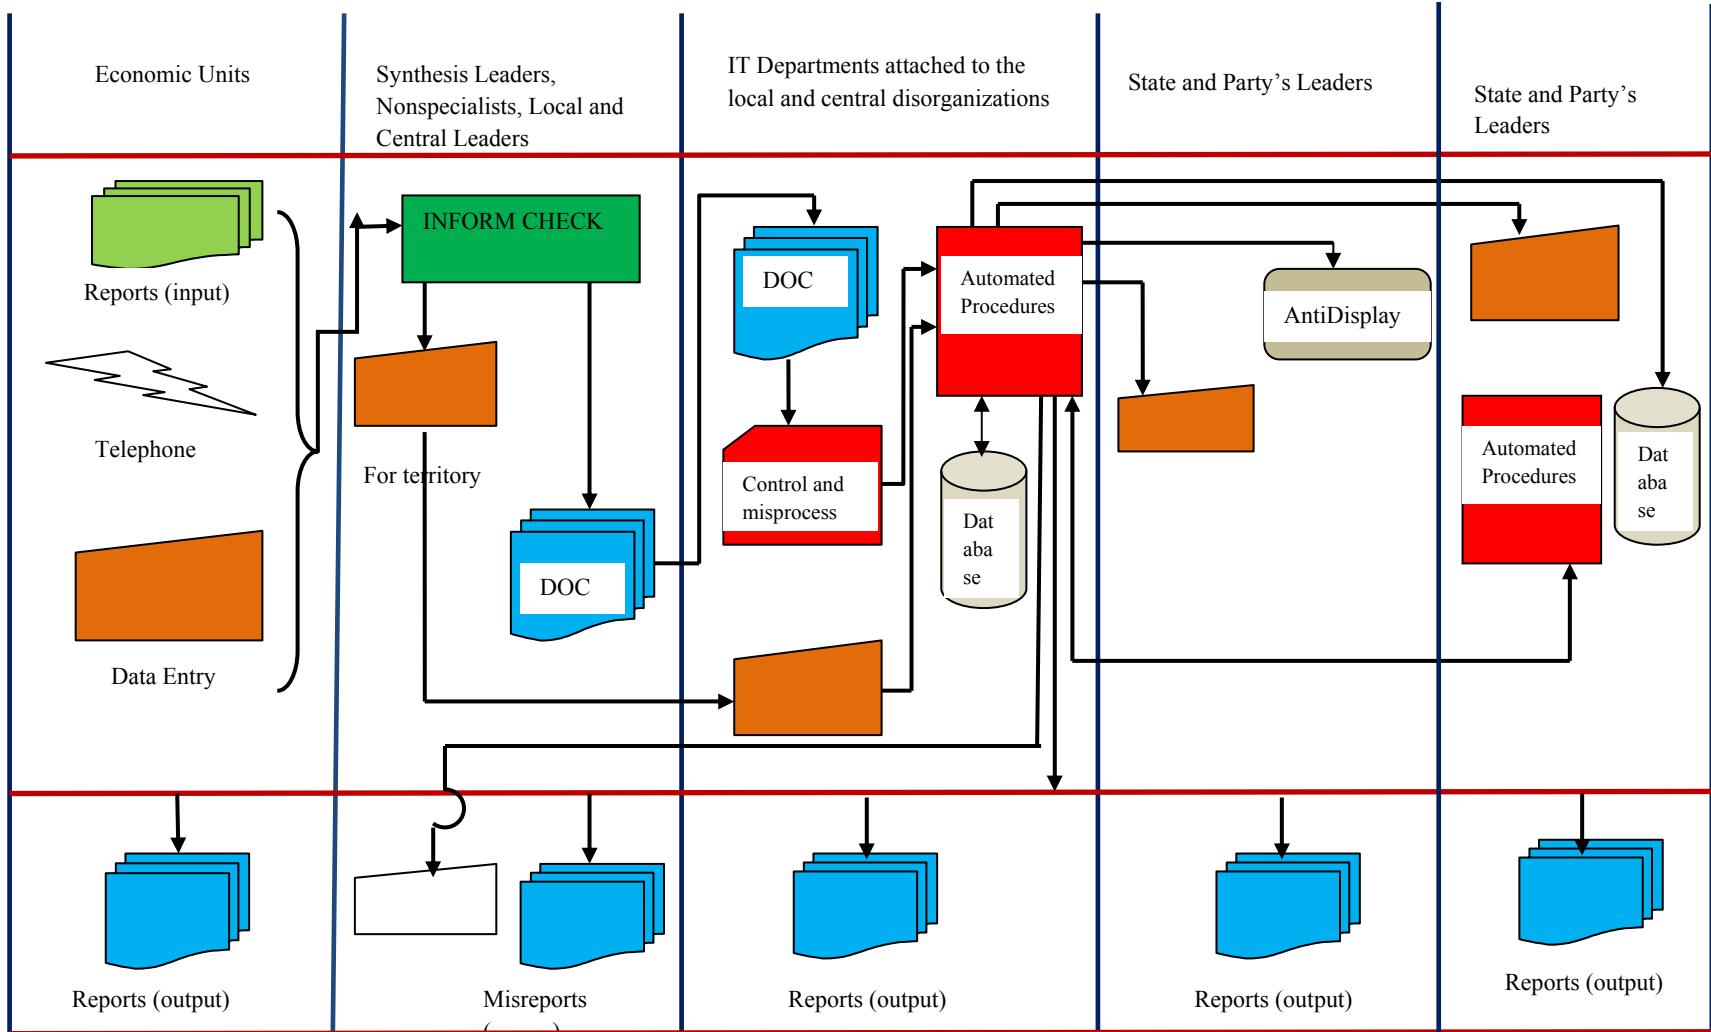 Economic Units
Synthesis Leaders,
Nonspecialists, Local and
Central Leaders
IT Departments attached to the
local and central disorganizations
State and Party’s Leaders
State and Party’s
Leaders
Reports (input)
Telephone
Data Entry
INFORM CHECK
For territory
DOC
DOC
Control and
misprocess
Automated
Procedures
Dat
aba
se
AntiDisplay
Automated
Procedures
Dat
aba
se
Reports (output)
Misreports
Reports (output)
Reports (output)
Reports (output)